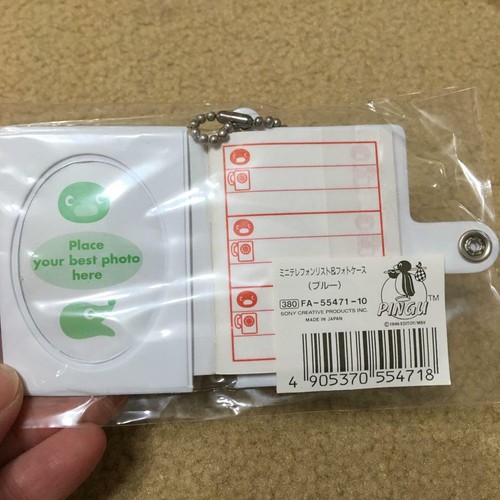 Place
your best photo
here
ミニテレフォンリスト&フォトケース
(ブルー)
380 FA-55471-10
SONY CREATIVE PRODUCTS INC.
MADE IN JAPAN
PINGU™
4 905370 554718